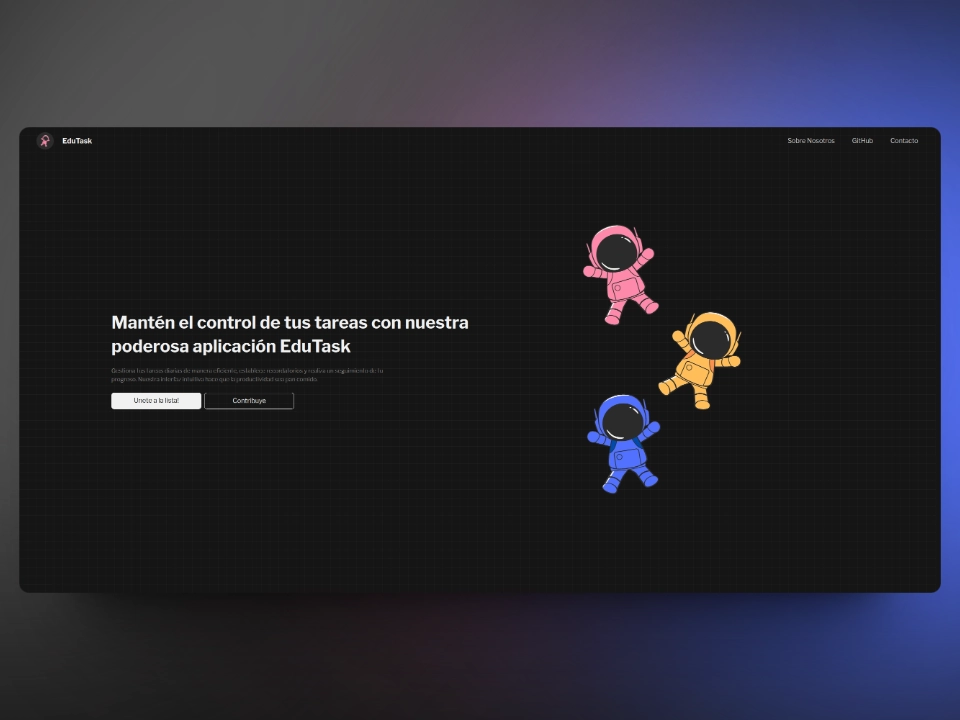 EduTask
Sobre Nosotros
GitHub
Contacto
Mantén el control de tus tareas con nuestra
poderosa aplicación EduTask
Gestiona tus tareas diarias de manera eficiente, establece recordatorios y realiza un seguimiento de tu
progreso. Nuestra interfaz intuitiva hace que la productividad sea pan comido.
Unete a la lista!
Contribuye